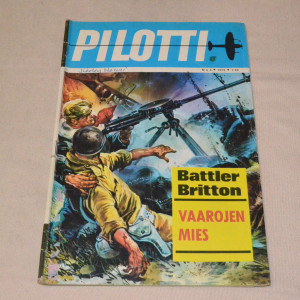 PILOTTI
Battler
Britton
VAAROJEN
MIES